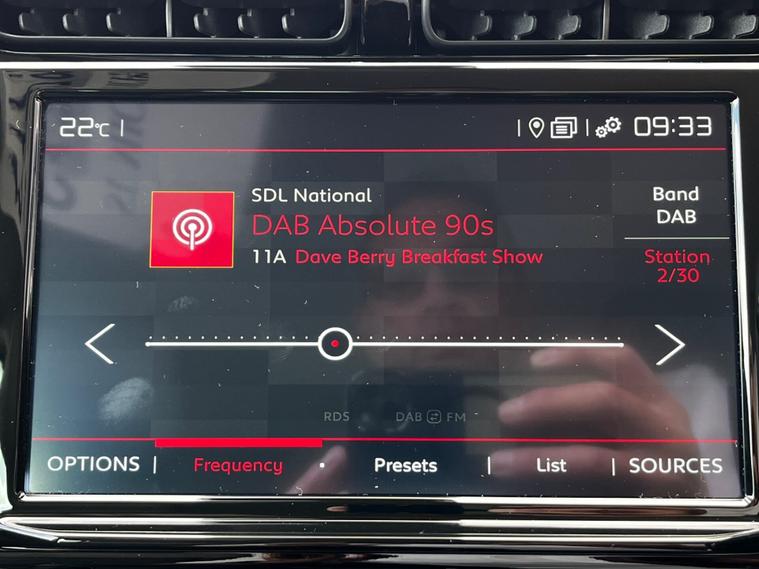 22°C
09:33
SDL National
DAB Absolute 90s
11A Dave Berry Breakfast Show
Band
DAB
Station
2/30
RDS DAB FM
OPTIONS Frequency Presets List SOURCES